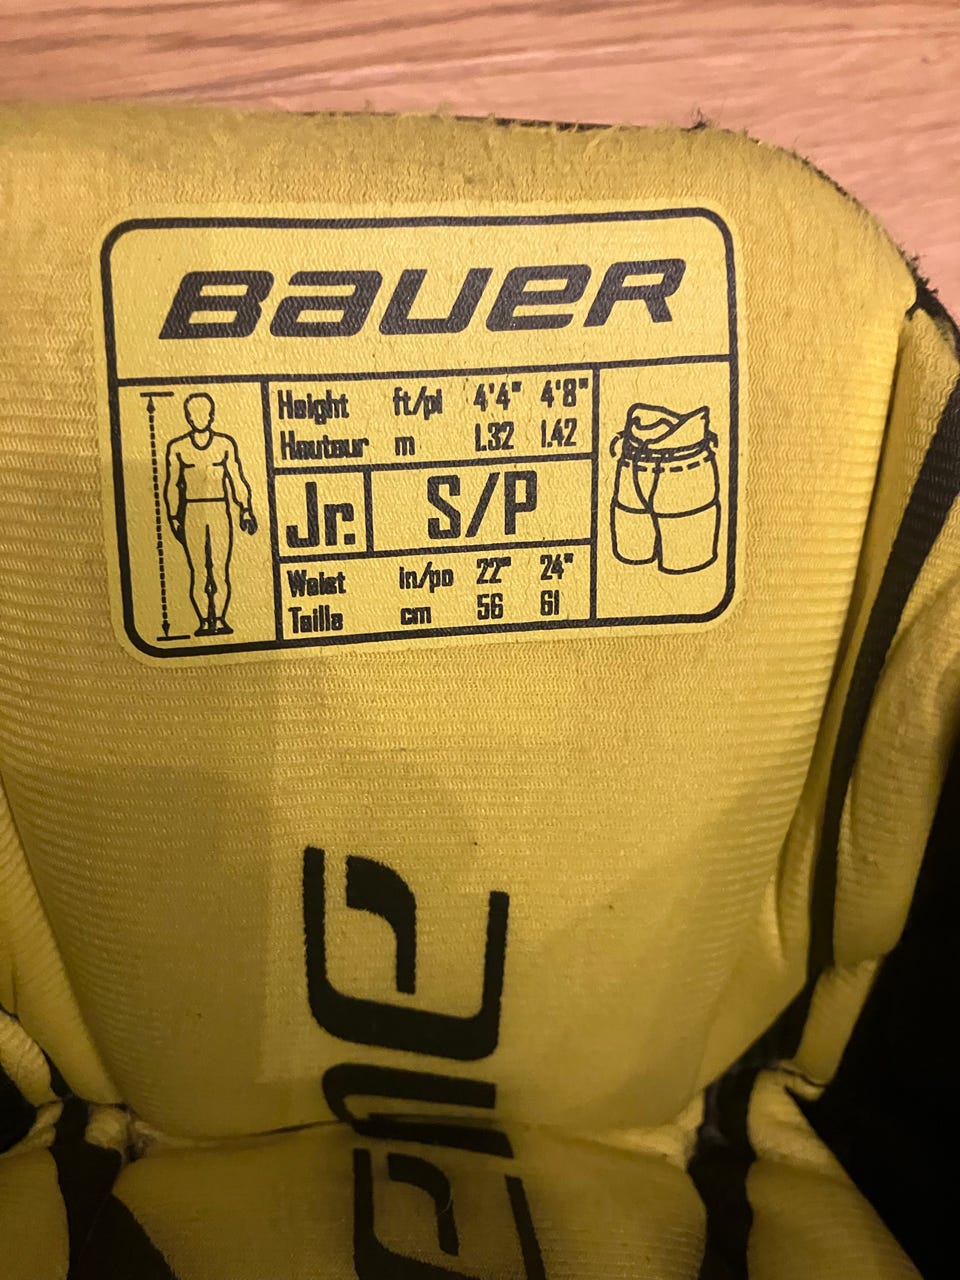 BAUER
Height ft/pi 4'4" 4'8"
Hauteur m 1.32 1.42
Jr. S/P
Waist in/po 22" 24"
Taille cm 56 61